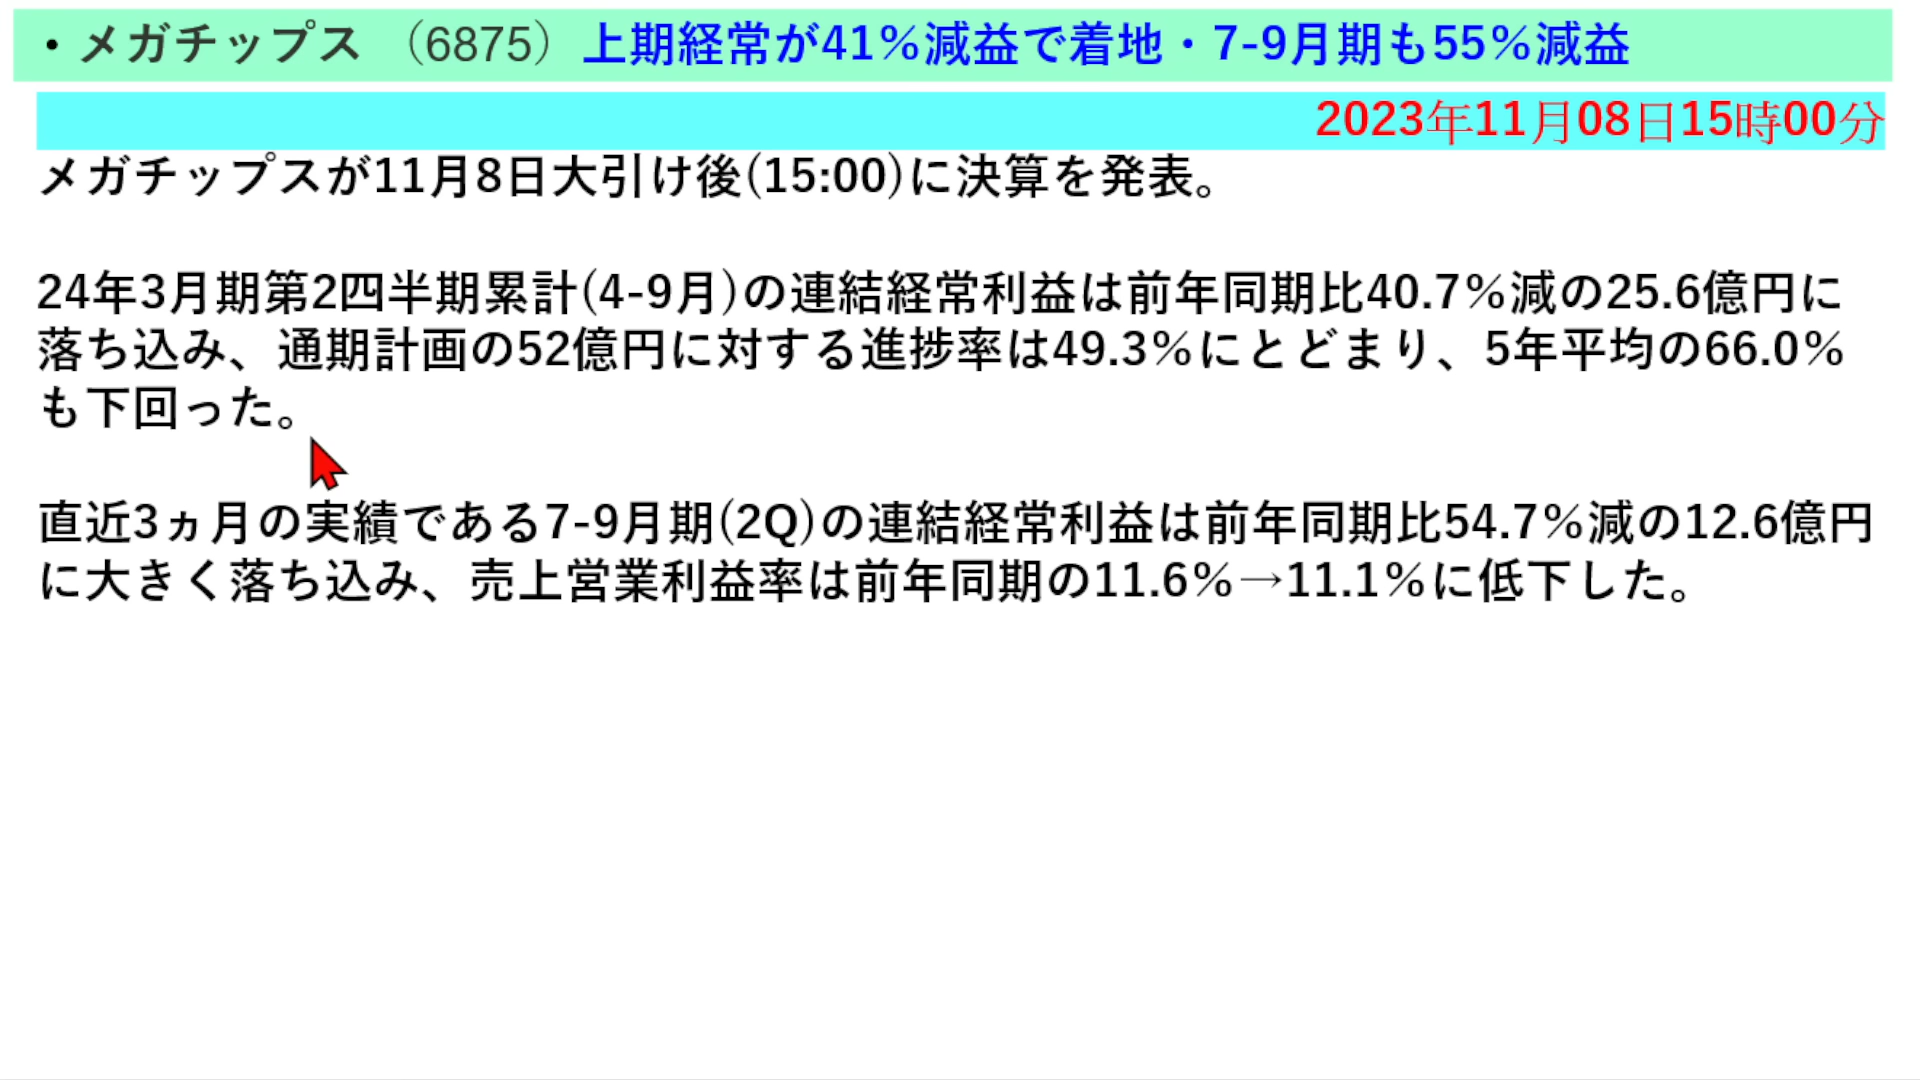 ・メガチップス （6875）上期経常が41％減益で着地・7-9月期も55％減益
2023年11月08日15時00分
メガチップスが11月8日大引け後(15:00)に決算を発表。
24年3月期第2四半期累計(4-9月)の連結経常利益は前年同期比40.7％減の25.6億円に
落ち込み、通期計画の52億円に対する進捗率は49.3％にとどまり、5年平均の66.0％
も下回った。
直近3ヵ月の実績である7-9月期(2Q)の連結経常利益は前年同期比54.7％減の12.6億円
に大きく落ち込み、売上営業利益率は前年同期の11.6％→11.1％に低下した。